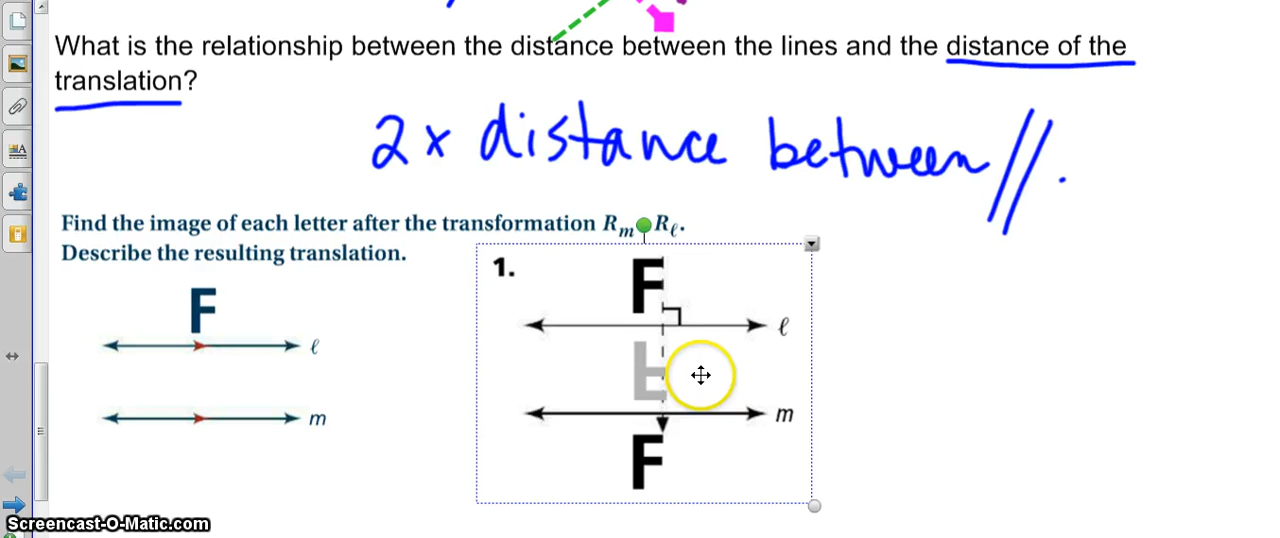 What is the relationship between the distance between the lines and the distance of the
translation?
2 x distance between //.
Find the image of each letter after the transformation Rm Rℓ.
Describe the resulting translation.
1.
F
F
ℓ
ℓ
F
m
m
F
Screencast-O-Matic.com